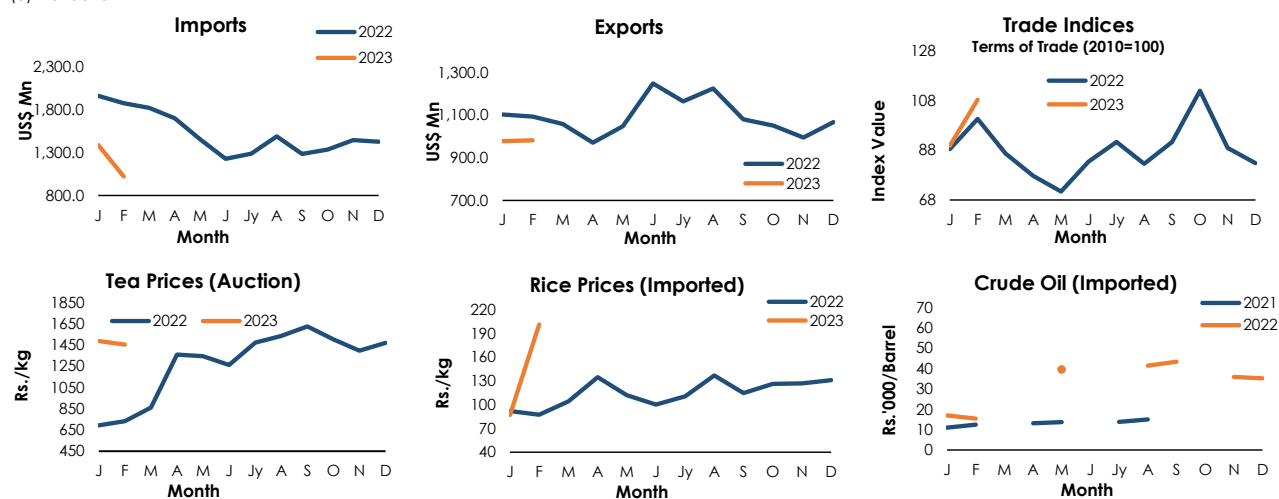 Imports
2022
2023
US$ Mn
2,300.0
1,800.0
1,300.0
800.0
J F M A M J Jy A S O N D
Month
Exports
US$ Mn
1,300.0
1,100.0
900.0
700.0
2022
2023
J F M A M J Jy A S O N D
Month
Trade Indices
Terms of Trade (2010=100)
Index Value
128
108
88
68
2022
2023
J F M A M J Jy A S O N D
Month
Tea Prices (Auction)
Rs./kg
1850
1650
1450
1250
1050
850
650
450
2022 2023
J F M A M J Jy A S O N D
Month
Rice Prices (Imported)
Rs./kg
220
190
160
130
100
70
40
2022
2023
J F M A M J Jy A S O N D
Month
Crude Oil (Imported)
Rs.'000/Barrel
70
60
50
40
30
20
10
0
2021
2022
J F M A M J Jy A S O N D
Month